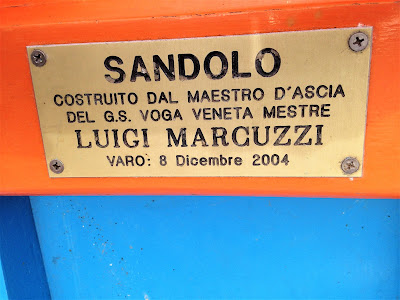 SANDOLO
COSTRUITO DAL MAESTRO D'ASCIA
DEL G.S. VOGA VENETA MESTRE
LUIGI MARCUZZI
VARO: 8 Dicembre 2004